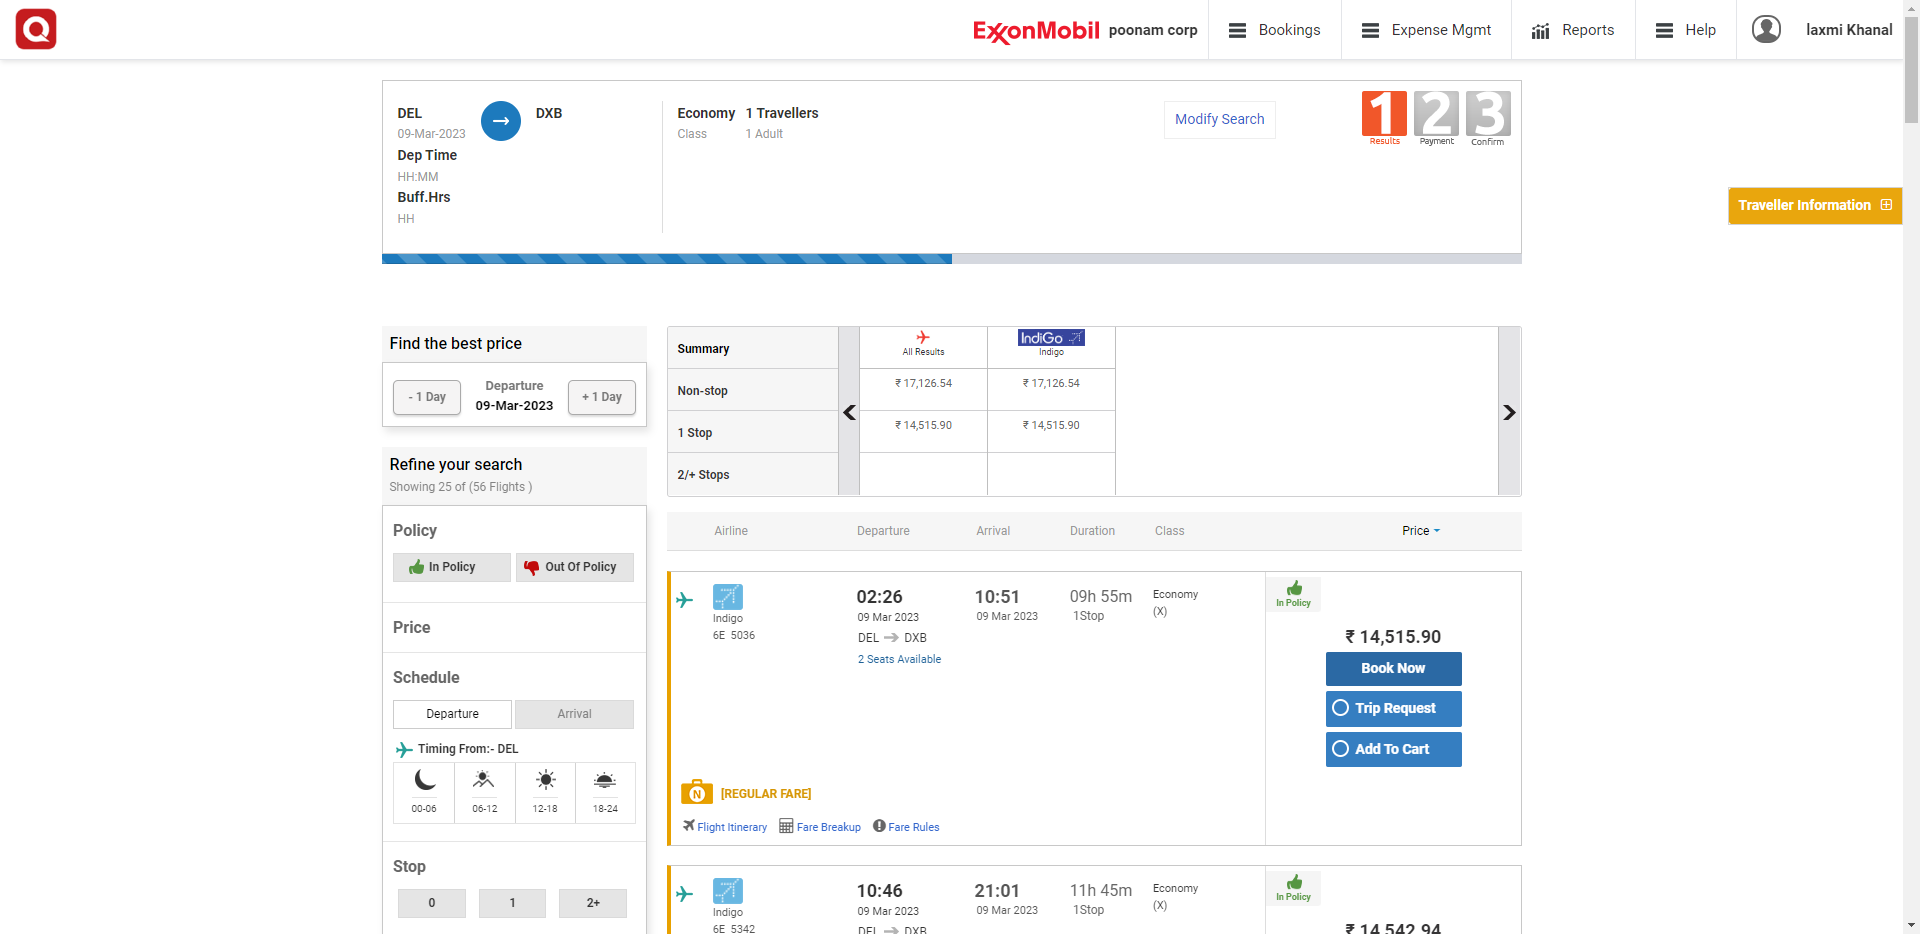 Q
ExxonMobil poonam corp Bookings Expense Mgmt Reports Help laxmi Khanal
DEL DXB
09-Mar-2023
Dep Time
HH:MM
Buff.Hrs
HH
Economy 1 Travellers
Class 1 Adult
Modify Search
1 2 3
Results Payment Confirm
Traveller Information
Find the best price
- 1 Day Departure + 1 Day
09-Mar-2023
Refine your search
Showing 25 of (56 Flights )
Policy
In Policy Out Of Policy
Price
Schedule
Departure Arrival
Timing From:- DEL
00-06 06-12 12-18 18-24
Stop
0 1 2+
Summary All Results IndiGo Indigo
Non-stop ₹ 17,126.54 ₹ 17,126.54
1 Stop ₹ 14,515.90 ₹ 14,515.90
2/+ Stops
Airline Departure Arrival Duration Class Price
02:26 10:51 09h 55m Economy
Indigo 09 Mar 2023 09 Mar 2023 1Stop (X)
6E 5036 DEL DXB
2 Seats Available
In Policy
₹ 14,515.90
Book Now
Trip Request
Add To Cart
N [REGULAR FARE]
Flight Itinerary Fare Breakup Fare Rules
10:46 21:01 11h 45m Economy
Indigo 09 Mar 2023 09 Mar 2023 1Stop (X)
6E 5342 DEL DXB
In Policy
₹ 14,542.94